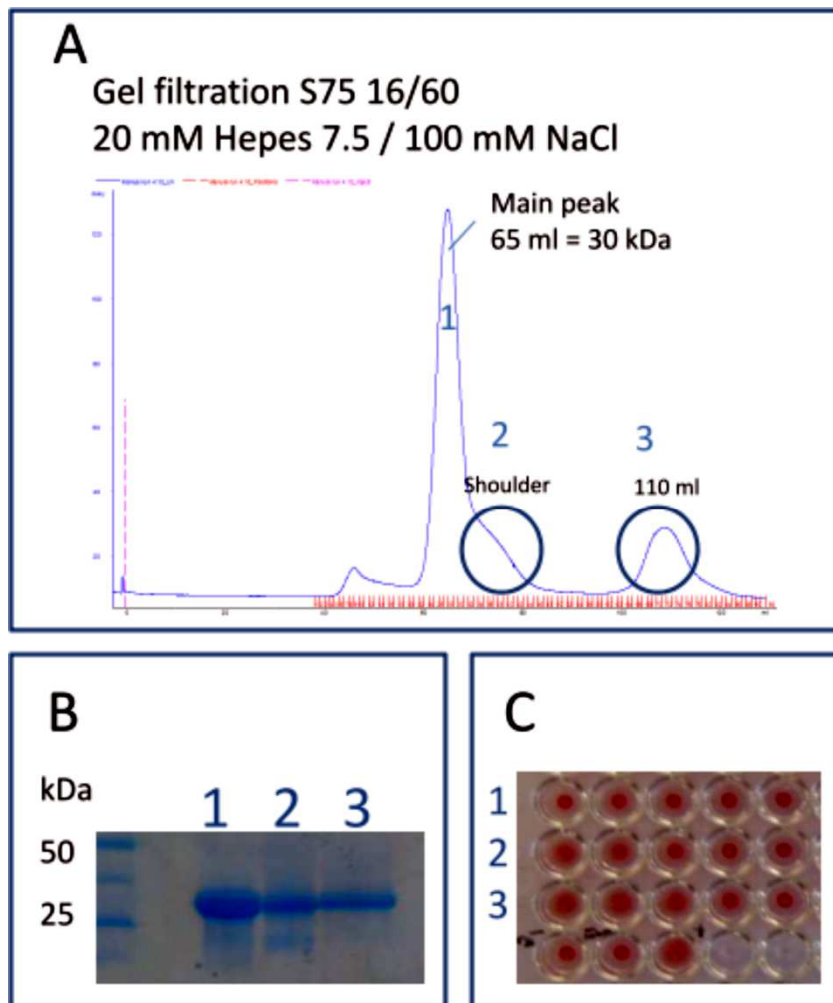 A
Gel filtration S75 16/60
20 mM Hepes 7.5 / 100 mM NaCl
Main peak
65 ml = 30 kDa
1
2
3
Shoulder
110 ml
B
kDa
1 2 3
50
25
C
1
2
3